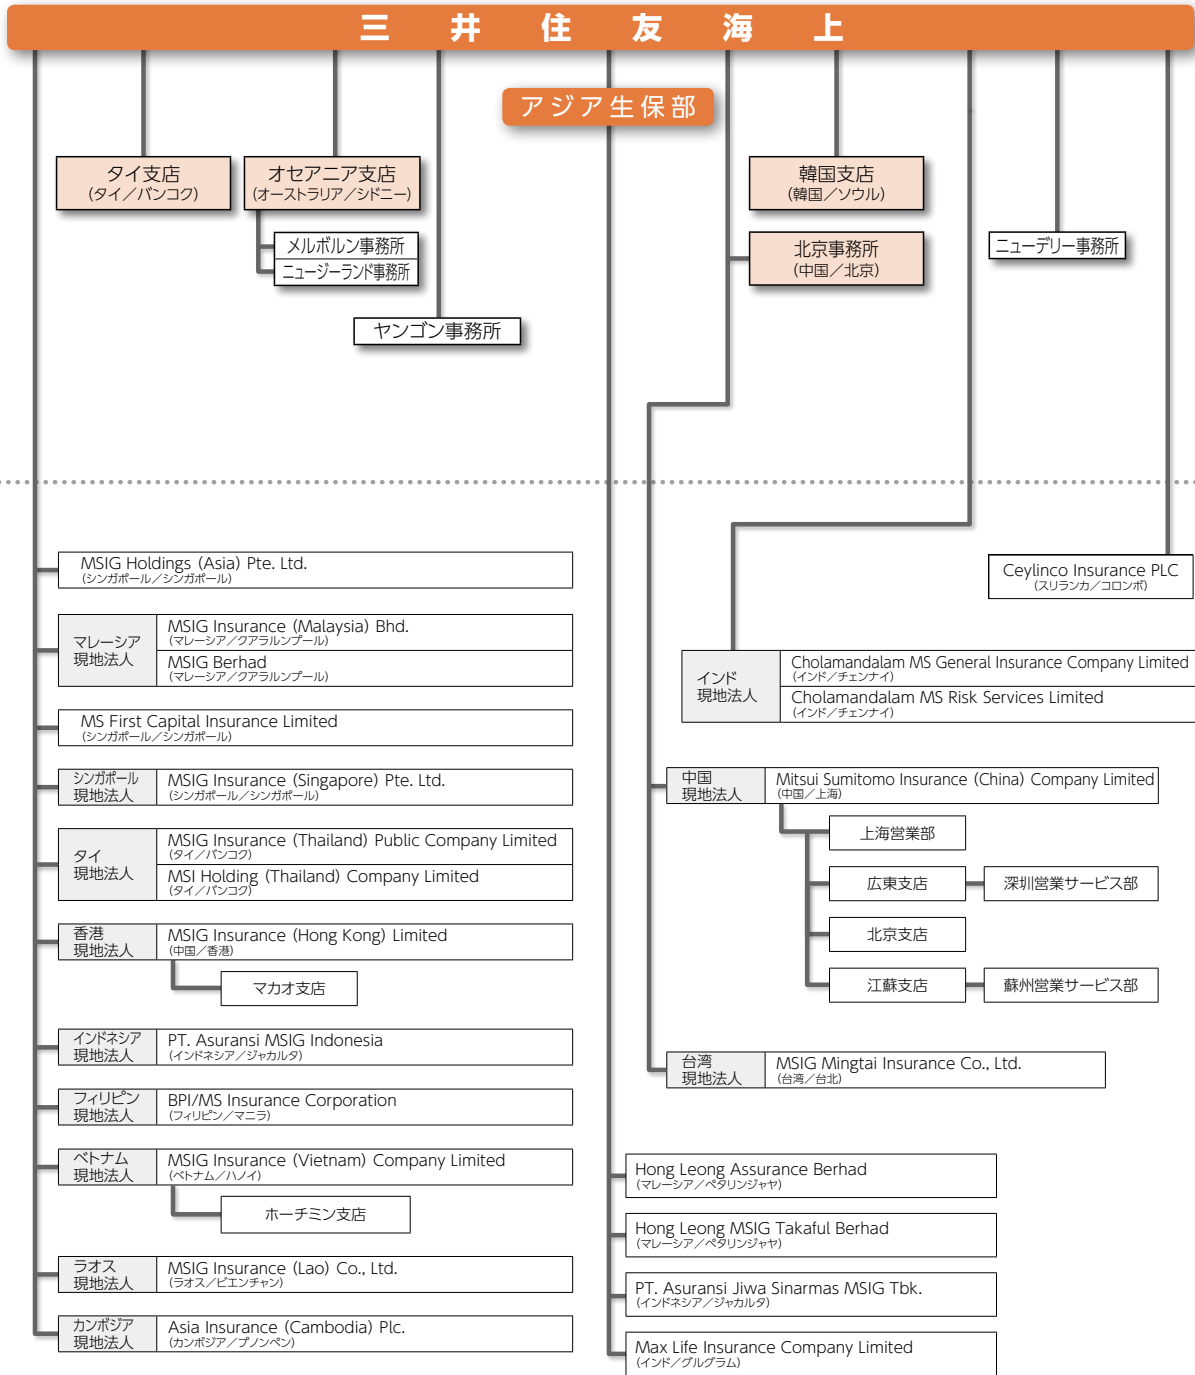 三井住友海上
アジア生保部
タイ支店
(タイ／バンコク)
オセアニア支店
(オーストラリア／シドニー)
メルボルン事務所
ニュージーランド事務所
ヤンゴン事務所
韓国支店
(韓国／ソウル)
北京事務所
(中国／北京)
ニューデリー事務所
MSIG Holdings (Asia) Pte. Ltd.
(シンガポール／シンガポール)
マレーシア
現地法人
MSIG Insurance (Malaysia) Bhd.
(マレーシア／クアラルンプール)
MSIG Berhad
(マレーシア／クアラルンプール)
MS First Capital Insurance Limited
(シンガポール／シンガポール)
シンガポール
現地法人
MSIG Insurance (Singapore) Pte. Ltd.
(シンガポール／シンガポール)
タイ
現地法人
MSIG Insurance (Thailand) Public Company Limited
(タイ／バンコク)
MSI Holding (Thailand) Company Limited
(タイ／バンコク)
香港
現地法人
MSIG Insurance (Hong Kong) Limited
(中国／香港)
マカオ支店
インドネシア
現地法人
PT. Asuransi MSIG Indonesia
(インドネシア／ジャカルタ)
フィリピン
現地法人
BPI/MS Insurance Corporation
(フィリピン／マニラ)
ベトナム
現地法人
MSIG Insurance (Vietnam) Company Limited
(ベトナム／ハノイ)
ホーチミン支店
ラオス
現地法人
MSIG Insurance (Lao) Co., Ltd.
(ラオス／ビエンチャン)
カンボジア
現地法人
Asia Insurance (Cambodia) Plc.
(カンボジア／プノンペン)
Ceylinco Insurance PLC
(スリランカ／コロンボ)
インド
現地法人
Cholamandalam MS General Insurance Company Limited
(インド／チェンナイ)
Cholamandalam MS Risk Services Limited
(インド／チェンナイ)
中国
現地法人
Mitsui Sumitomo Insurance (China) Company Limited
(中国／上海)
上海営業部
広東支店
深圳営業サービス部
北京支店
江蘇支店
蘇州営業サービス部
台湾
現地法人
MSIG Mingtai Insurance Co., Ltd.
(台湾／台北)
Hong Leong Assurance Berhad
(マレーシア／ペタリンジャヤ)
Hong Leong MSIG Takaful Berhad
(マレーシア／ペタリンジャヤ)
PT. Asuransi Jiwa Sinarmas MSIG Tbk.
(インドネシア／ジャカルタ)
Max Life Insurance Company Limited
(インド／グルグラム)